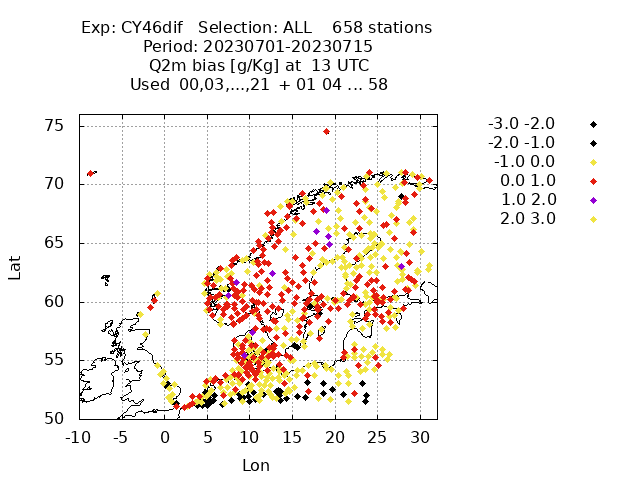 Exp: CY46dif   Selection: ALL    658 stations
Period: 20230701-20230715
Q2m bias [g/Kg] at  13 UTC
Used  00,03,...,21  + 01 04 ... 58
75
70
65
60
55
50
-10 -5 0 5 10 15 20 25 30
Lat
Lon
-3.0 -2.0
-2.0 -1.0
-1.0 0.0
0.0 1.0
1.0 2.0
2.0 3.0